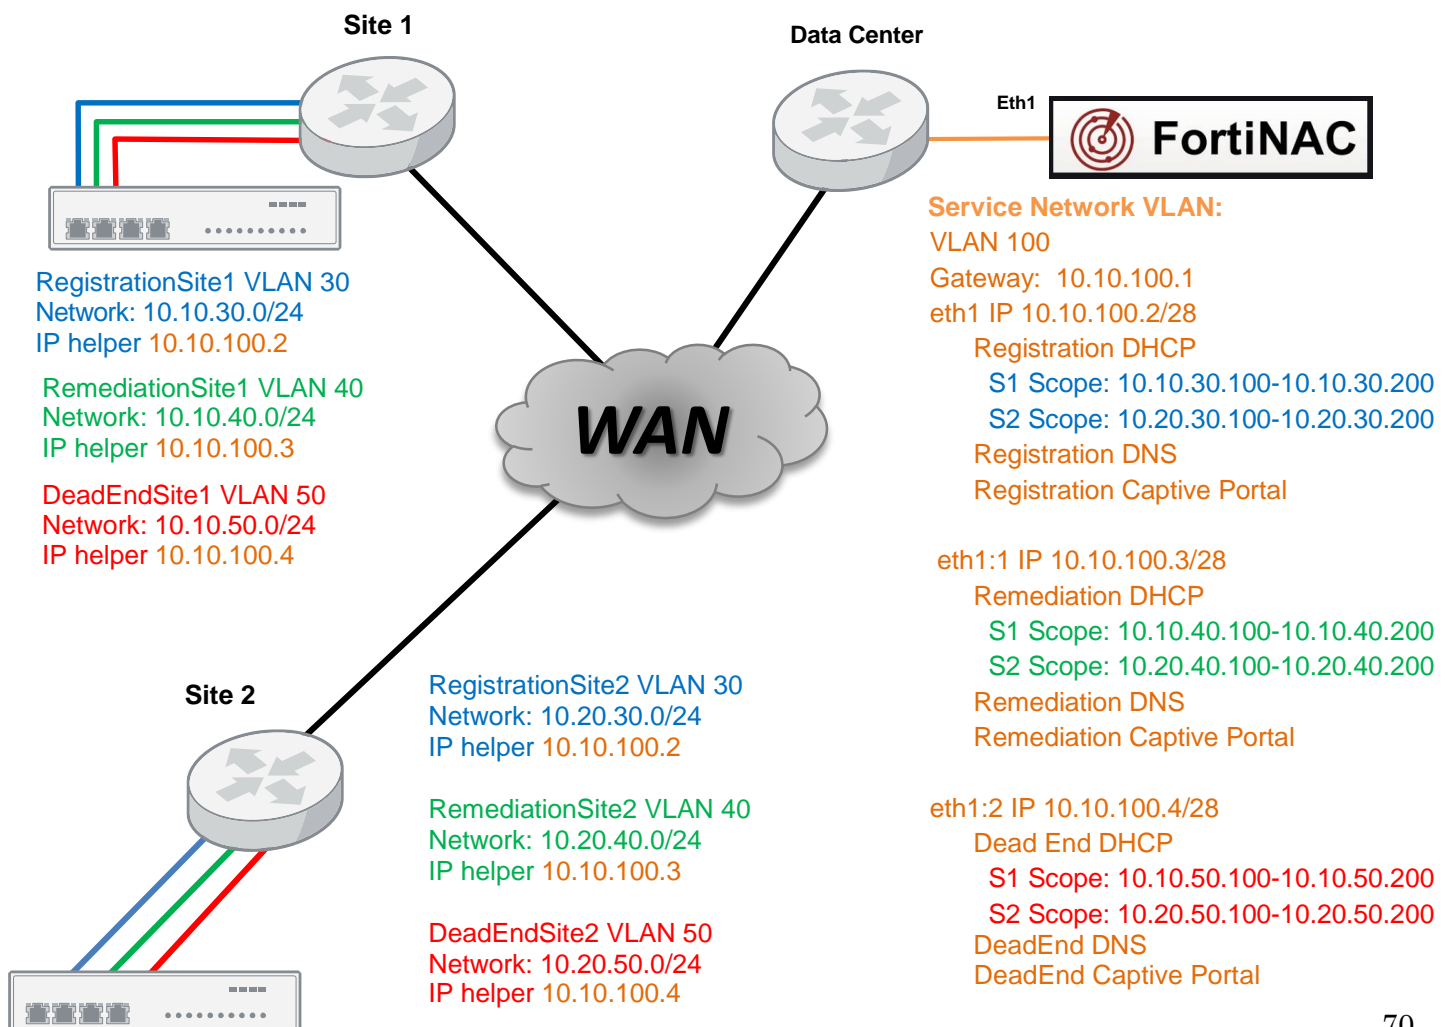 Site 1
Data Center
Eth1
FortiNAC
Service Network VLAN:
VLAN 100
Gateway: 10.10.100.1
eth1 IP 10.10.100.2/28
Registration DHCP
S1 Scope: 10.10.30.100-10.10.30.200
S2 Scope: 10.20.30.100-10.20.30.200
Registration DNS
Registration Captive Portal
eth1:1 IP 10.10.100.3/28
Remediation DHCP
S1 Scope: 10.10.40.100-10.10.40.200
S2 Scope: 10.20.40.100-10.20.40.200
Remediation DNS
Remediation Captive Portal
eth1:2 IP 10.10.100.4/28
Dead End DHCP
S1 Scope: 10.10.50.100-10.10.50.200
S2 Scope: 10.20.50.100-10.20.50.200
DeadEnd DNS
DeadEnd Captive Portal
RegistrationSite1 VLAN 30
Network: 10.10.30.0/24
IP helper 10.10.100.2
RemediationSite1 VLAN 40
Network: 10.10.40.0/24
IP helper 10.10.100.3
DeadEndSite1 VLAN 50
Network: 10.10.50.0/24
IP helper 10.10.100.4
WAN
Site 2
RegistrationSite2 VLAN 30
Network: 10.20.30.0/24
IP helper 10.10.100.2
RemediationSite2 VLAN 40
Network: 10.20.40.0/24
IP helper 10.10.100.3
DeadEndSite2 VLAN 50
Network: 10.20.50.0/24
IP helper 10.10.100.4
70